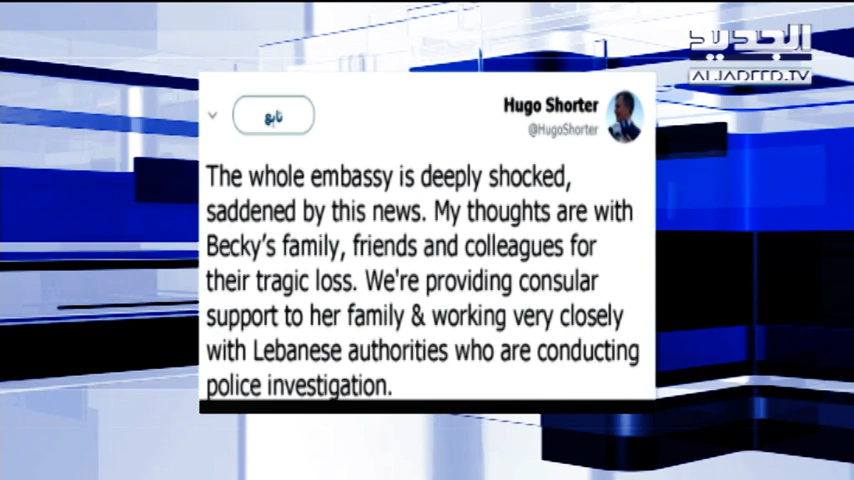 الجديد
ALJADEED.TV
تابع
Hugo Shorter
@HugoShorter
The whole embassy is deeply shocked,
saddened by this news. My thoughts are with
Becky's family, friends and colleagues for
their tragic loss. We're providing consular
support to her family & working very closely
with Lebanese authorities who are conducting
police investigation.